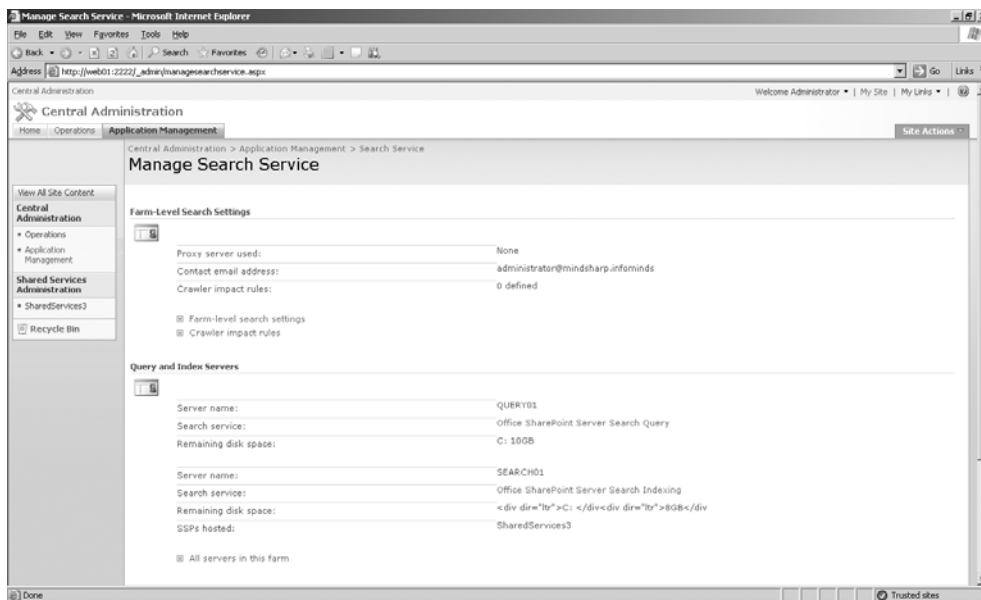 Manage Search Service - Microsoft Internet Explorer
File Edit View Favorites Tools Help
Back Search Favorites
Address http://web01:2222/_admin/managesearchservice.aspx Go Links
Central Administration Welcome Administrator | My Site | My Links |
Central Administration
Home Operations Application Management Site Actions
Central Administration > Application Management > Search Service
Manage Search Service
View All Site Content
Central Administration
Operations
Application Management
Shared Services Administration
SharedServices3
Recycle Bin
Farm-Level Search Settings
Proxy server used: None
Contact email address: administrator@mindsharp.infominds
Crawler impact rules: 0 defined
Farm-level search settings
Crawler impact rules
Query and Index Servers
Server name: QUERY01
Search service: Office SharePoint Server Search Query
Remaining disk space: C: 10GB
Server name: SEARCH01
Search service: Office SharePoint Server Search Indexing
Remaining disk space: <div dir="ltr">C: </div<div dir="ltr">8GB</div
SSPs hosted: SharedServices3
All servers in this farm
Done Trusted sites